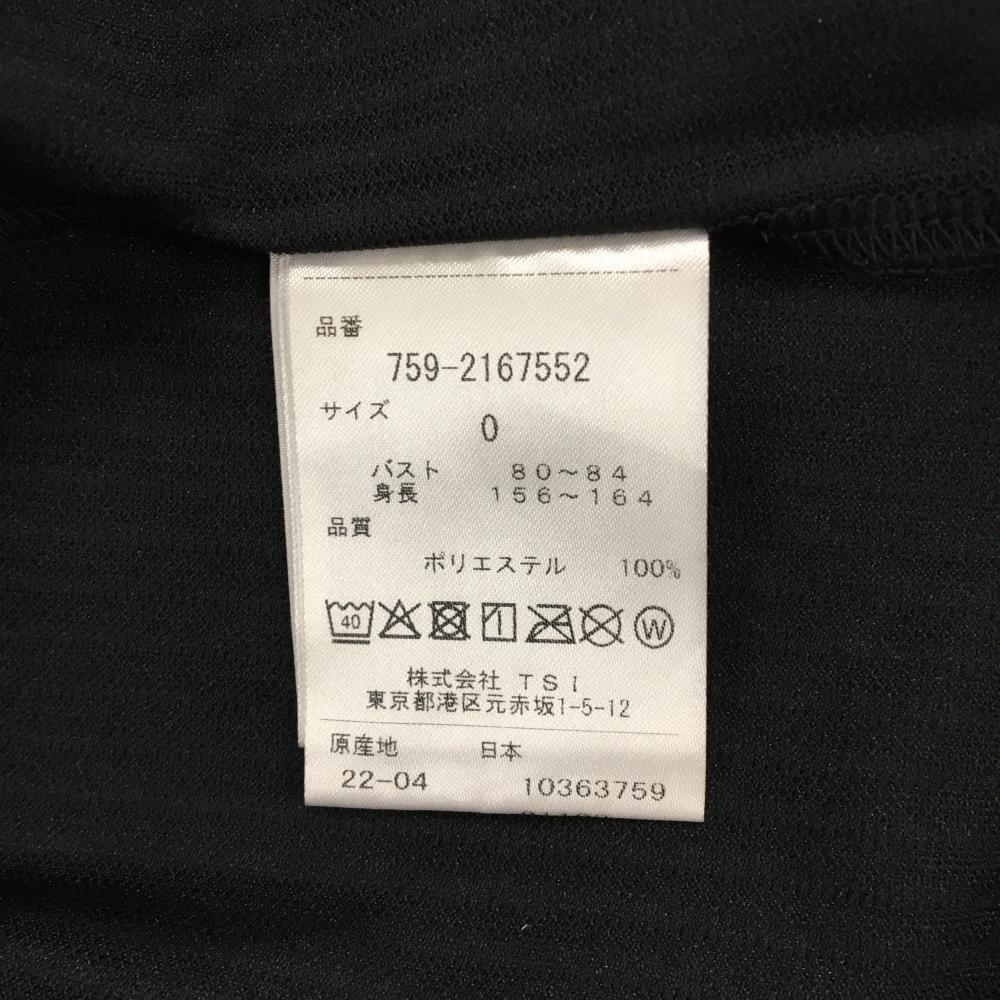 品番
759-2167552
サイズ
0
バスト 80～84
身長 156～164
品質
ポリエステル 100%
40 W
株式会社 TSI
東京都港区元赤坂1-5-12
原産地 日本
22-04 10363759